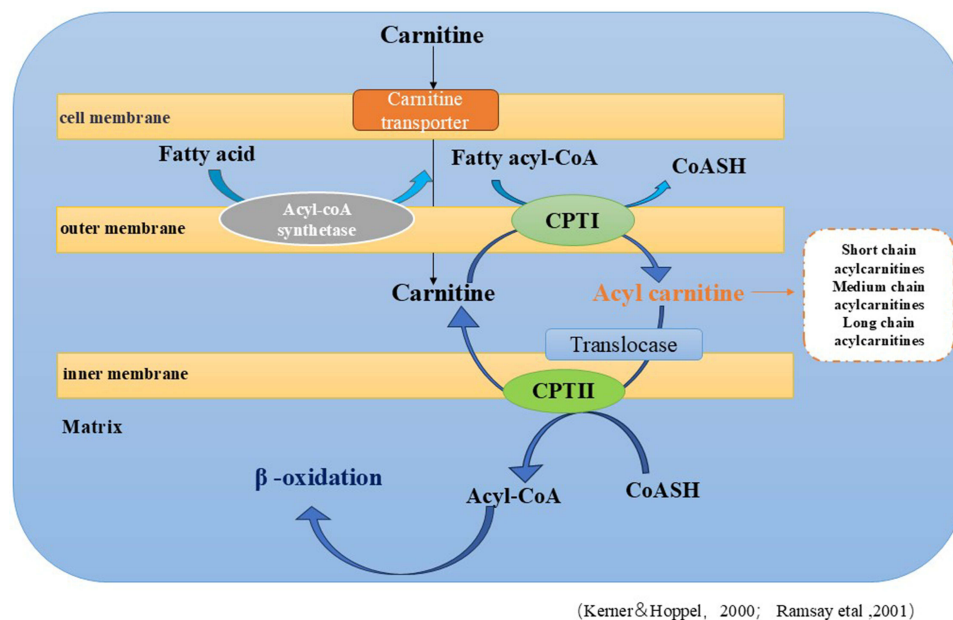 Carnitine
Carnitine
transporter
cell membrane
Fatty acid
Fatty acyl-CoA
CoASH
Acyl-coA
synthetase
outer membrane
CPTI
Carnitine
Acyl carnitine
Short chain
acylcarnitines
Medium chain
acylcarnitines
Long chain
acylcarnitines
Translocase
inner membrane
CPTII
Matrix
β -oxidation
Acyl-CoA
CoASH
(Kerner&Hoppel, 2000; Ramsay etal ,2001)